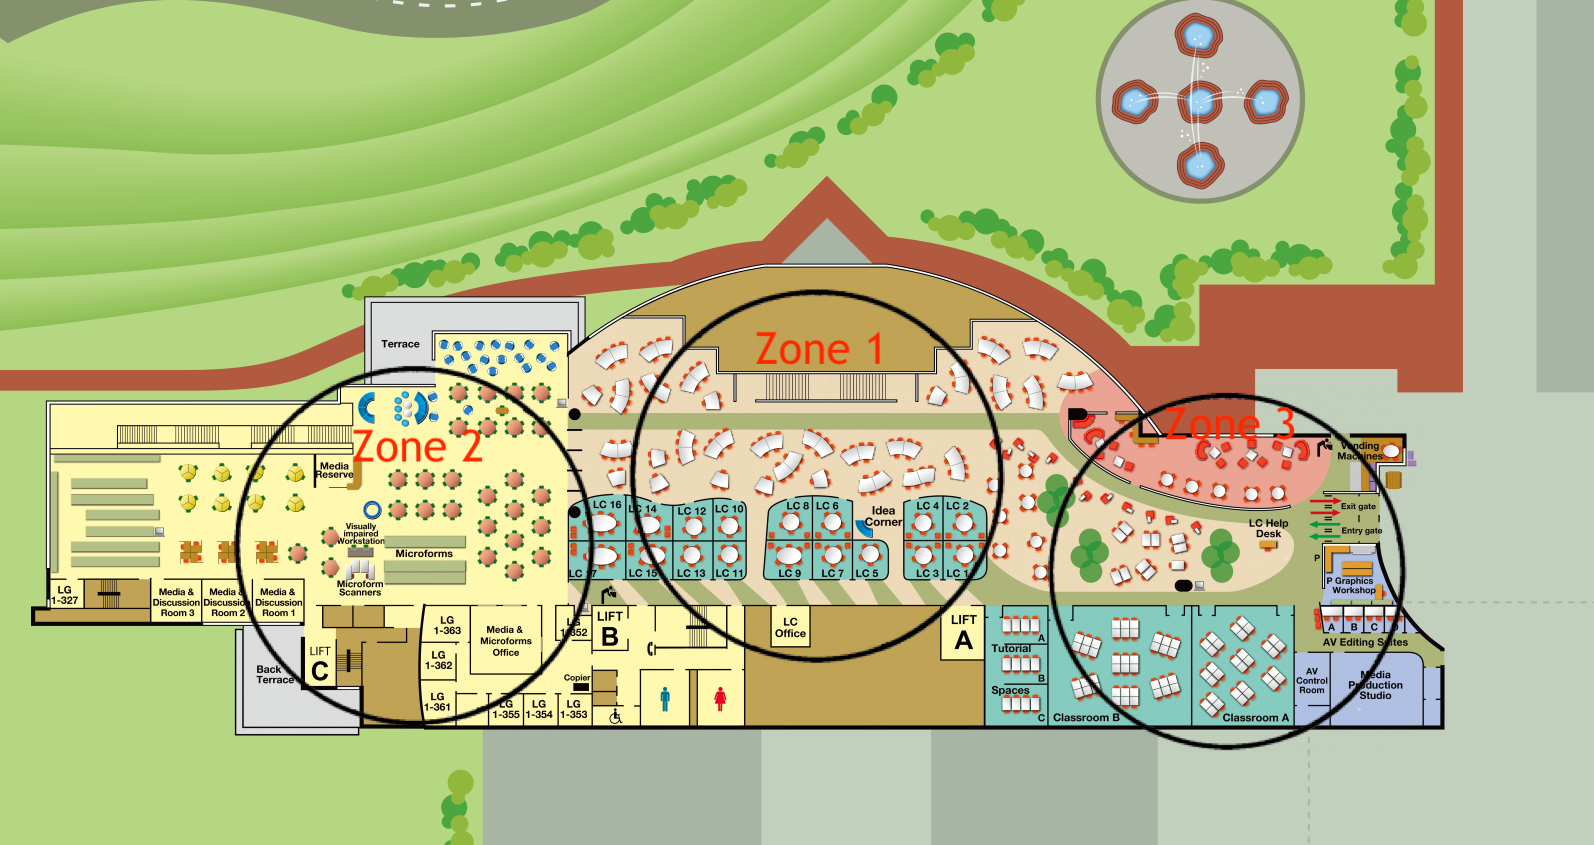 Terrace
Zone 1
Zone 2
Zone 3
Media
Reserve
Vending
Machines
Visually
impaired
Workstation
Microforms
Microform
Scanners
LC 16
LC 14
LC 12
LC 10
LC 15
LC 13
LC 11
LC 8
LC 6
LC 9
LC 7
LC 5
Idea
Corner
LC 4
LC 2
LC 3
LC 1
LC Help
Desk
Exit gate
Entry gate
P
P Graphics
Workshop
A
B
C
AV Editing Suites
LG
1-327
Media &
Discussion
Room 3
Media &
Discussion
Room 2
Media &
Discussion
Room 1
LIFT
C
Back
Terrace
LG
1-363
LG
1-362
LG
1-361
Media &
Microforms
Office
LG
1-352
LIFT
B
Copier
LG
1-355
LG
1-354
LG
1-353
LC
Office
LIFT
A
A
Tutorial
B
Spaces
C
Classroom B
Classroom A
AV
Control
Room
Media
Production
Studio